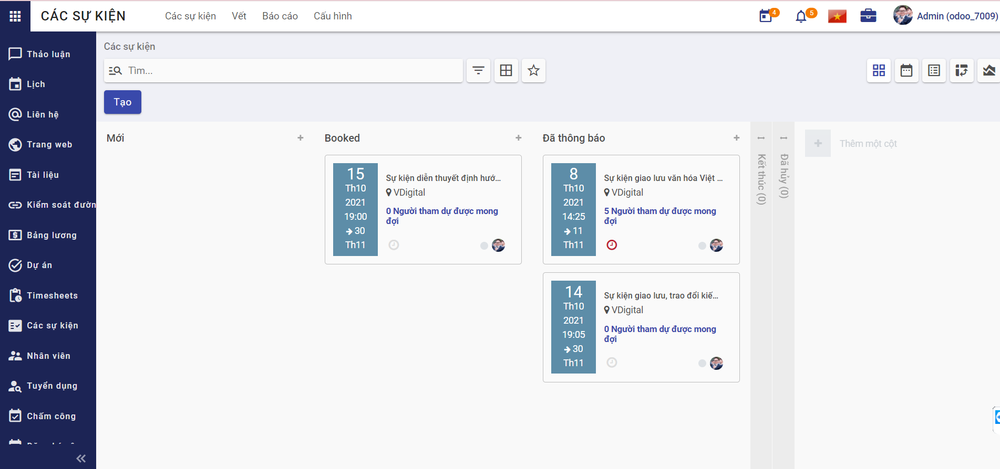 CÁC SỰ KIỆN
Các sự kiện
Vết
Báo cáo
Cấu hình
4
5
Admin (odoo_7009)
Thảo luận
Lịch
Liên hệ
Trang web
Tài liệu
Kiểm soát đườn
Bảng lương
Dự án
Timesheets
Các sự kiện
Nhân viên
Tuyển dụng
Chấm công
Các sự kiện
Tìm...
Tạo
Mới
Booked
15
Th10
2021
19:00
30
Th11
Sự kiện diễn thuyết định hướ...
VDigital
0 Người tham dự được mong
đợi
Đã thông báo
8
Th10
2021
14:25
11
Th11
Sự kiện giao lưu văn hóa Việt ...
VDigital
5 Người tham dự được mong
đợi
14
Th10
2021
19:05
30
Th11
Sự kiện giao lưu, trao đổi kiế...
VDigital
0 Người tham dự được mong
đợi
Kết thúc (0)
Đã hủy (0)
Thêm một cột